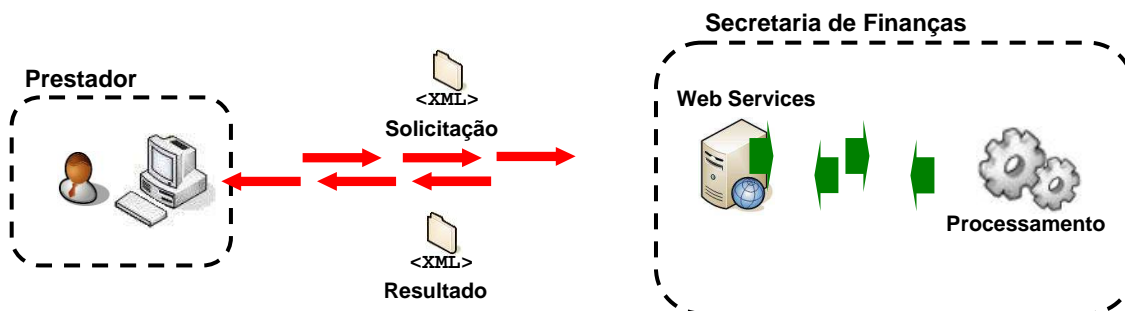 Secretaria de Finanças
Prestador
<XML>
Solicitação
Web Services
Processamento
<XML>
Resultado